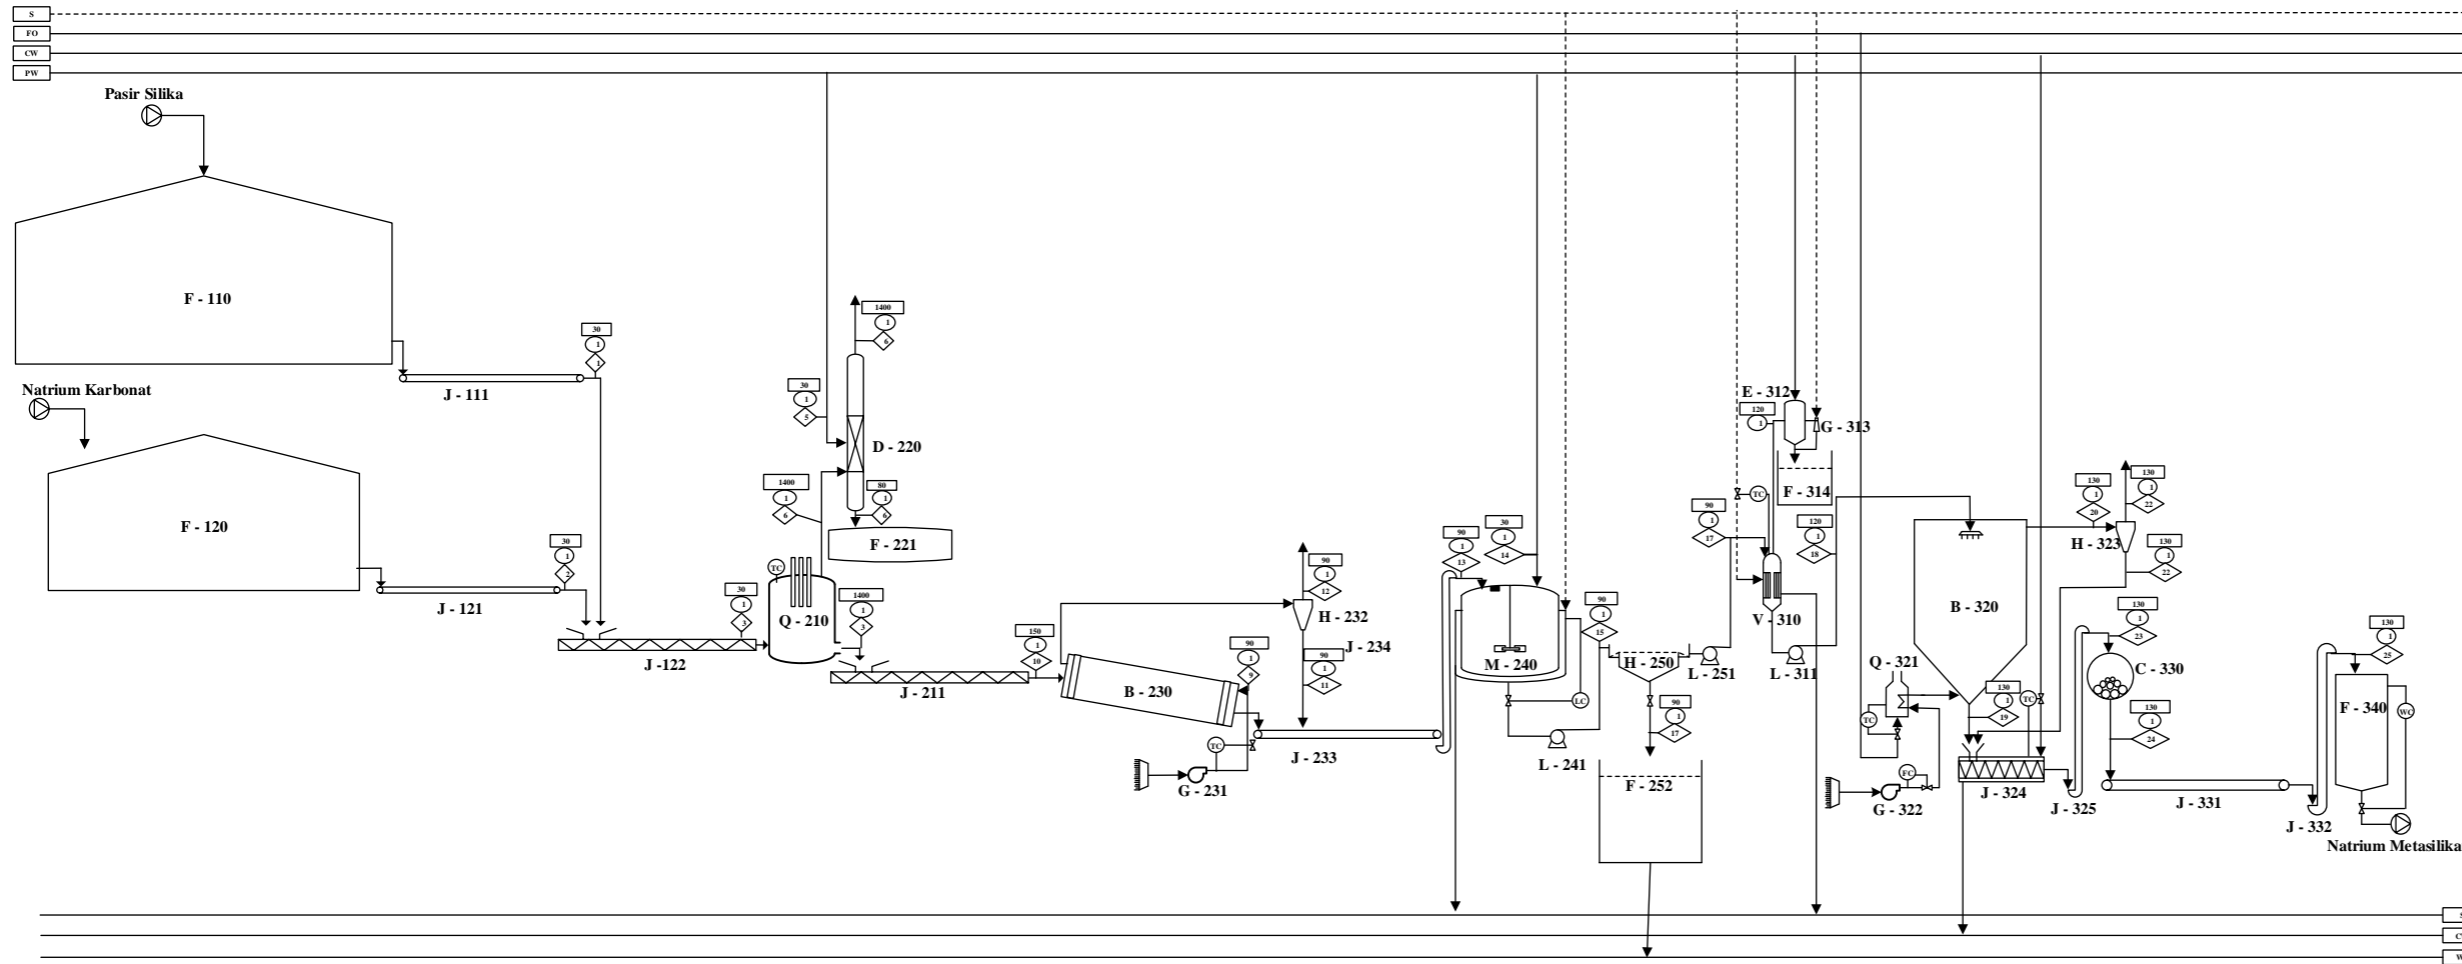 S
FO
CW
PW
Pasir Silika
F - 110
30
1
1
J - 111
Natrium Karbonat
F - 120
30
1
2
J - 121
J -122
30
1
3
TC
Q - 210
1400
1
3
1400
1
6
30
1
5
1400
1
6
D - 220
80
1
6
F - 221
J - 211
150
1
10
B - 230
90
1
9
TC
G - 231
90
1
12
H - 232
J - 234
90
1
11
J - 233
90
1
13
30
1
14
M - 240
LC
L - 241
90
1
15
H - 250
90
1
17
F - 252
L - 251
90
1
17
TC
V - 310
E - 312
120
1
G - 313
F - 314
120
1
18
L - 311
Q - 321
TC
G - 322
FC
B - 320
130
1
19
TC
J - 324
130
1
20
H - 323
130
1
22
130
1
22
J - 325
130
1
23
C - 330
130
1
24
J - 331
J - 332
130
1
25
F - 340
WC
Natrium Metasilika
S
C